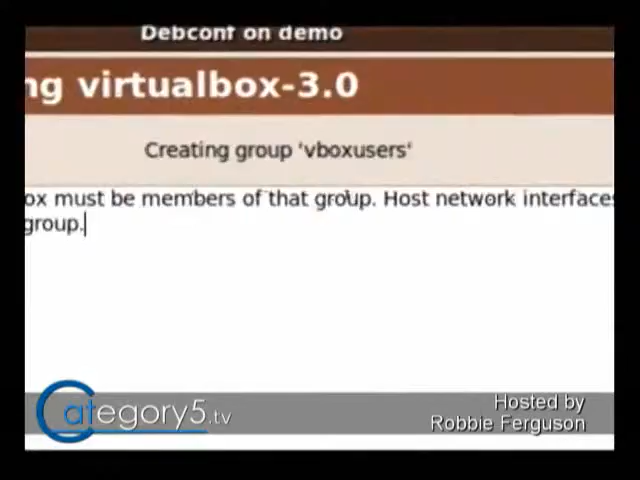 Debconf on demo
ng virtualbox-3.0
Creating group 'vboxusers'
ox must be members of that group. Host network interfaces
group.
Category5.tv
Hosted by
Robbie Ferguson